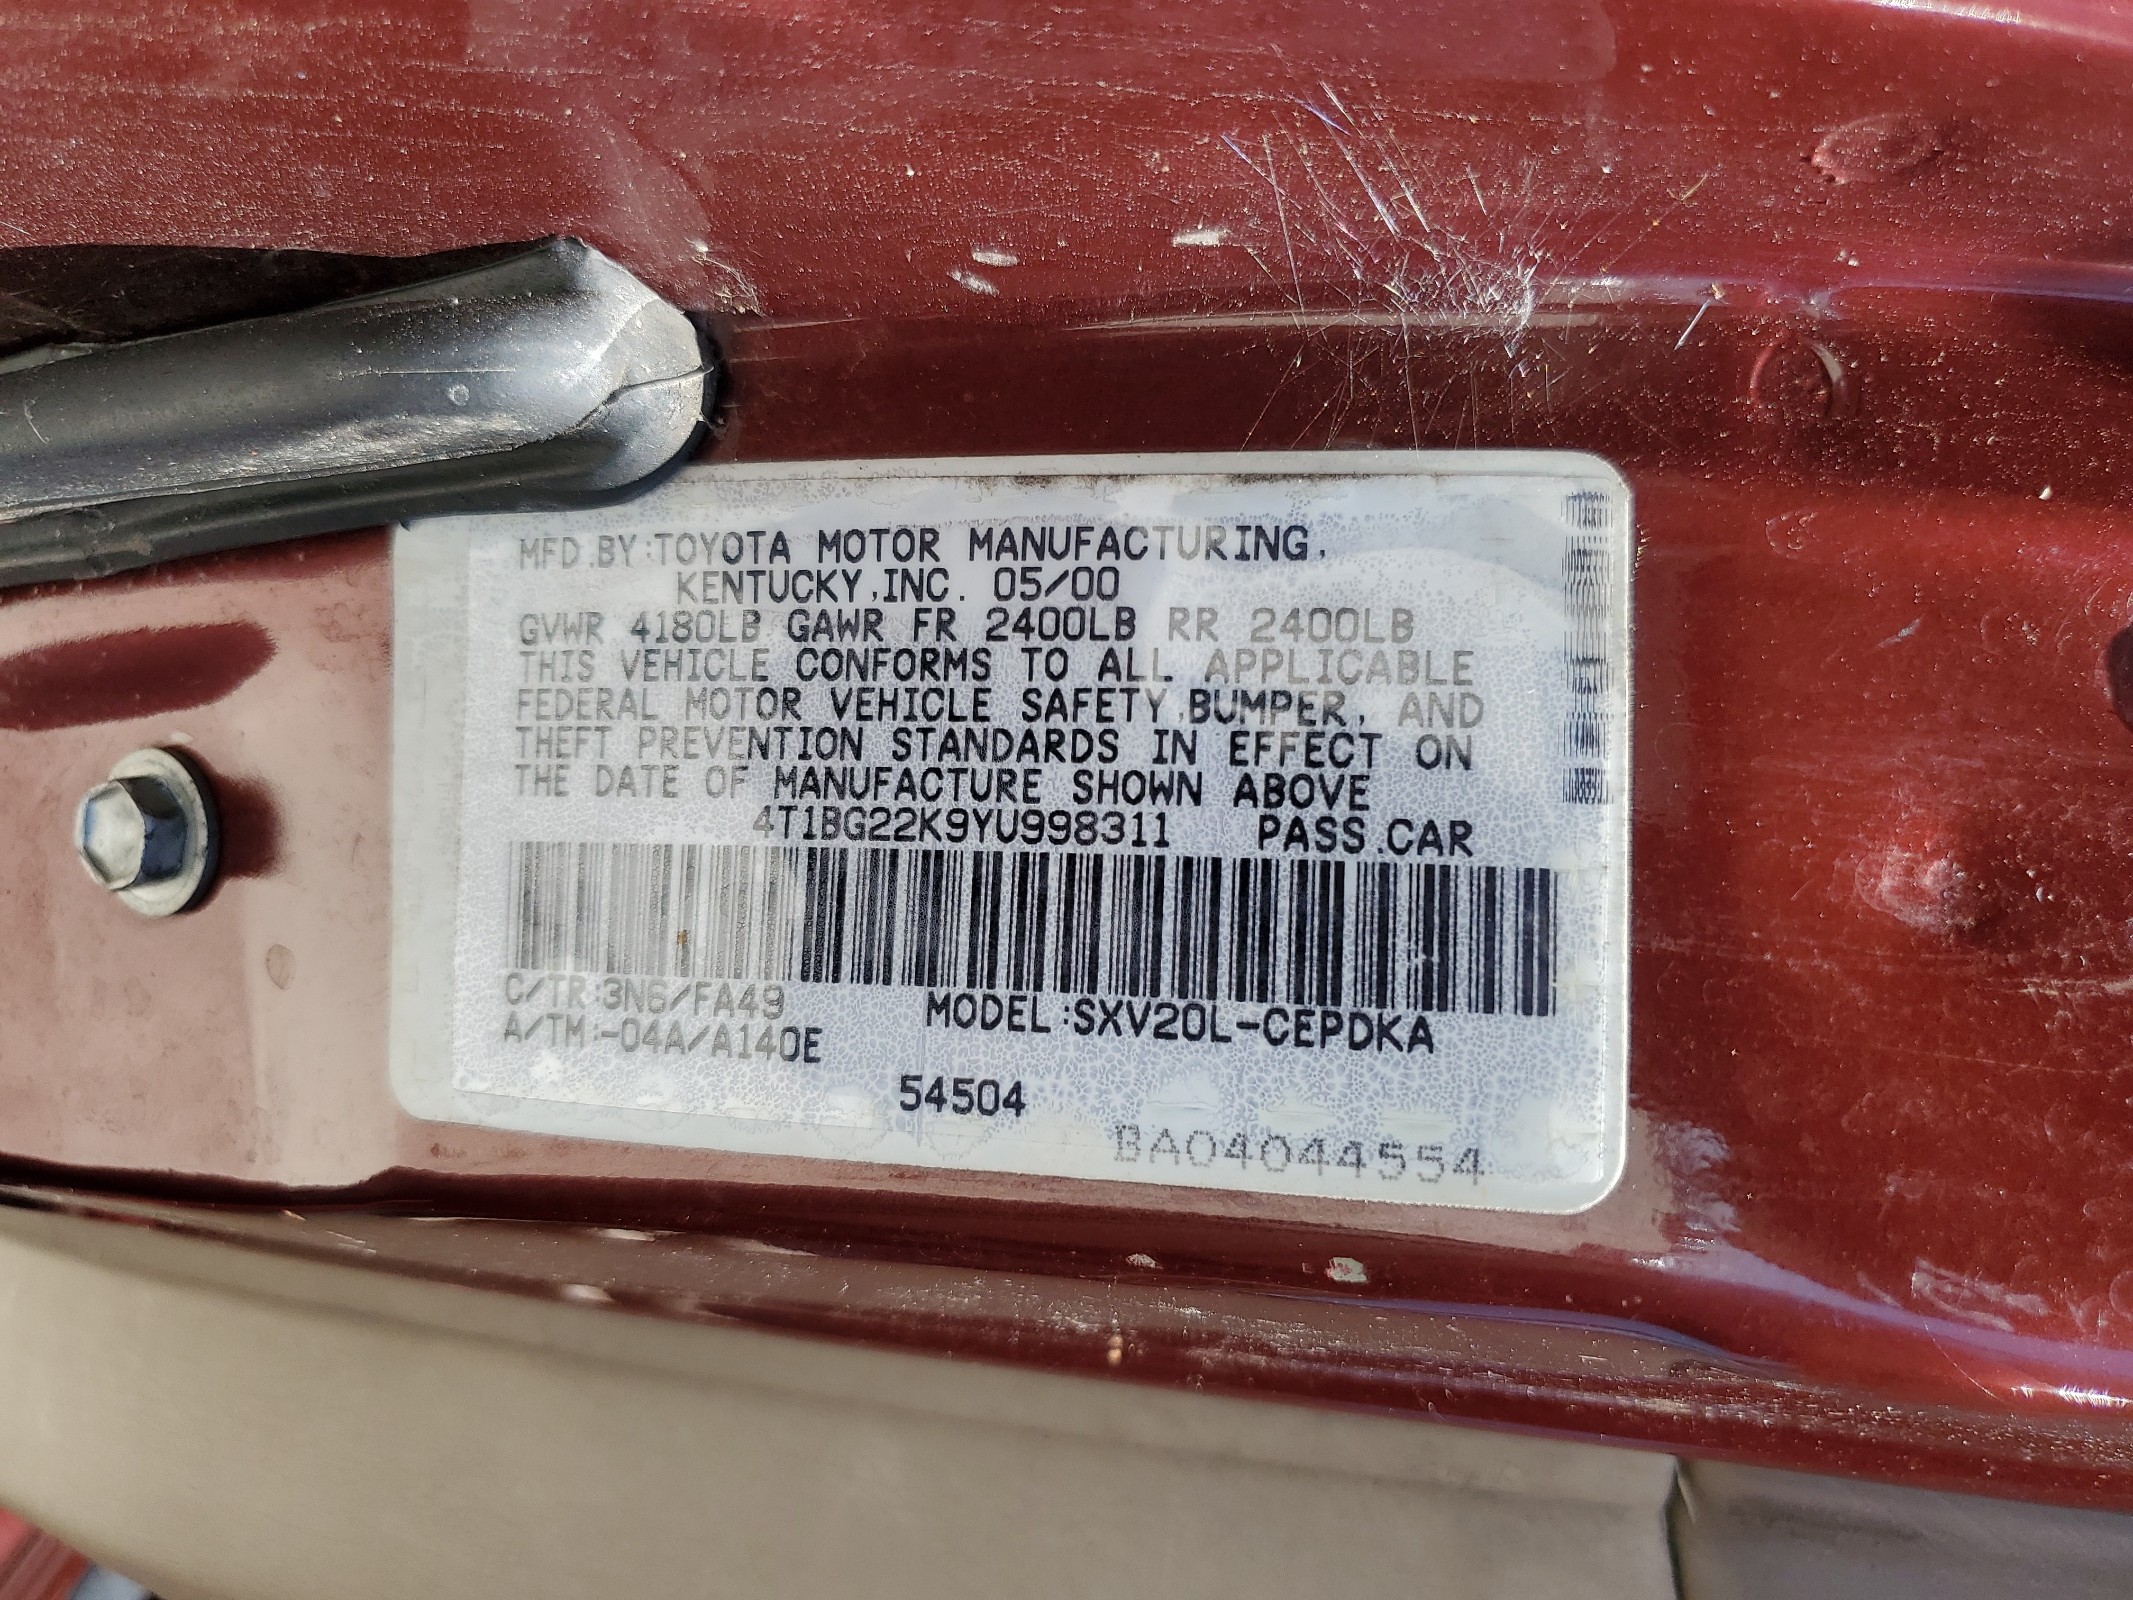 MFD.BY:TOYOTA MOTOR MANUFACTURING,
KENTUCKY,INC. 05/00
GVWR 4180LB GAWR FR 2400LB RR 2400LB
THIS VEHICLE CONFORMS TO ALL APPLICABLE
FEDERAL MOTOR VEHICLE SAFETY,BUMPER, AND
THEFT PREVENTION STANDARDS IN EFFECT ON
THE DATE OF MANUFACTURE SHOWN ABOVE
4T1BG22K9YU998311 PASS.CAR
C/TR:3N6/FA49 MODEL:SXV20L-CEPDKA
A/TM:-04A/A140E
54504
BA04044554